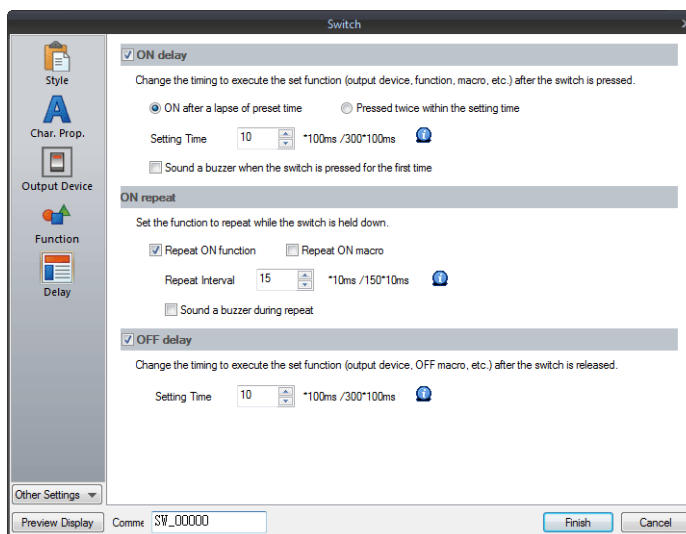 Switch
Style
Char. Prop.
Output Device
Function
Delay
Other Settings
Preview Display
ON delay
Change the timing to execute the set function (output device, function, macro, etc.) after the switch is pressed.
ON after a lapse of preset time Pressed twice within the setting time
Setting Time 10 *100ms /300*100ms
Sound a buzzer when the switch is pressed for the first time
ON repeat
Set the function to repeat while the switch is held down.
Repeat ON function Repeat ON macro
Repeat Interval 15 *10ms /150*10ms
Sound a buzzer during repeat
OFF delay
Change the timing to execute the set function (output device, OFF macro, etc.) after the switch is released.
Setting Time 10 *100ms /300*100ms
Comme SW_00000
Finish Cancel